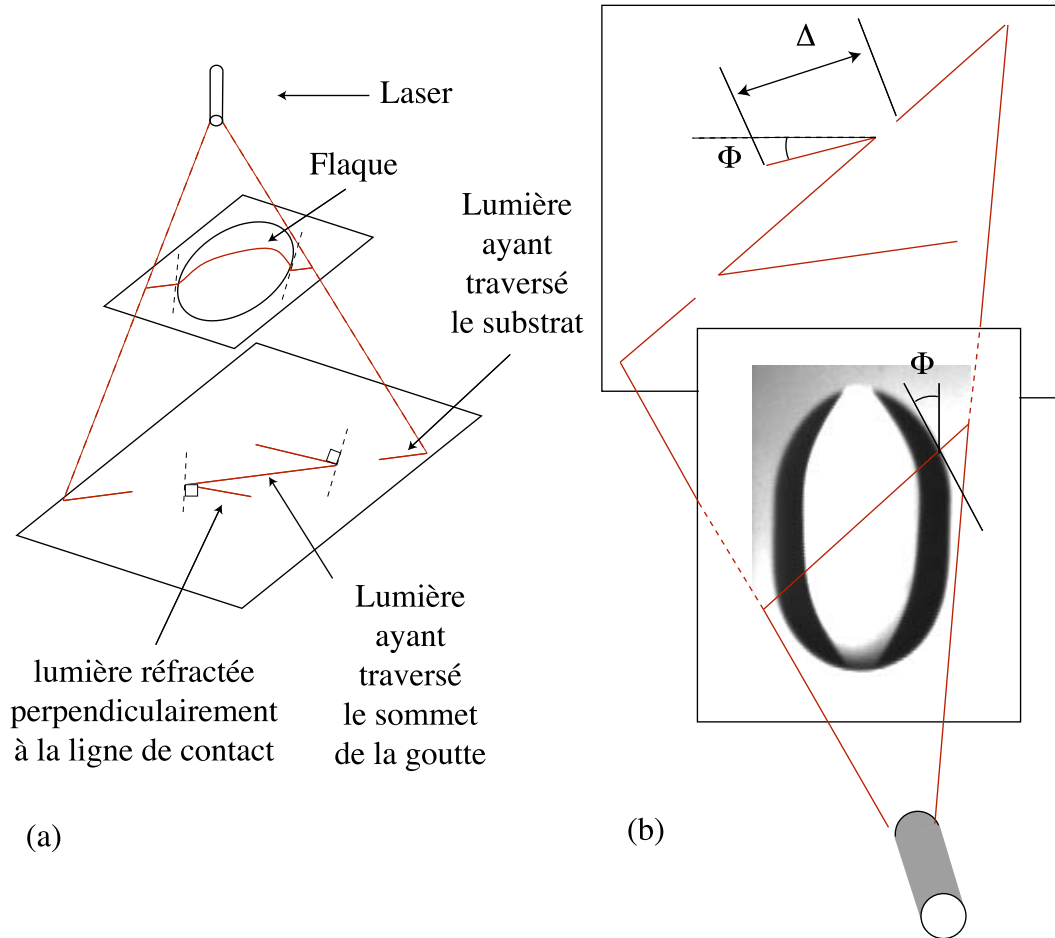 Laser
Flaque
Lumière
ayant
traversé
le substrat
Lumière
ayant
traversé
le sommet
de la goutte
lumière réfractée
perpendiculairement
à la ligne de contact
(a)
Δ
Φ
Φ
(b)